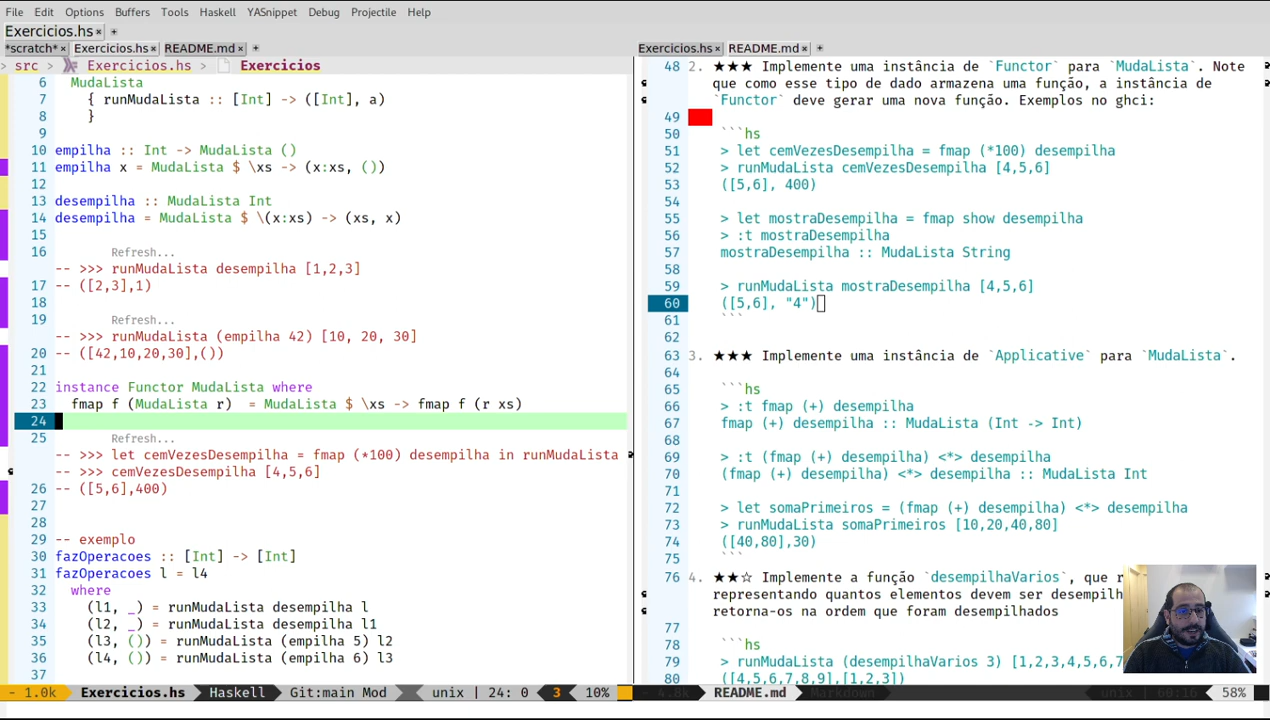 File Edit Options Buffers Tools Haskell YASnippet Debug Projectile Help
Exercicios.hs× +
*scratch*× Exercicios.hs× README.md× +
> src > Exercicios.hs > Exercicios
6 MudaLista
7 { runMudaLista :: [Int] -> ([Int], a)
8 }
9
10 empilha :: Int -> MudaLista ()
11 empilha x = MudaLista $ \xs -> (x:xs, ())
12
13 desempilha :: MudaLista Int
14 desempilha = MudaLista $ \(x:xs) -> (xs, x)
15
Refresh...
16 -- >>> runMudaLista desempilha [1,2,3]
17 -- ([2,3],1)
18
Refresh...
19 -- >>> runMudaLista (empilha 42) [10, 20, 30]
20 -- ([42,10,20,30],())
21
22 instance Functor MudaLista where
23 fmap f (MudaLista r)  = MudaLista $ \xs -> fmap f (r xs)
24
Refresh...
25 -- >>> let cemVezesDesempilha = fmap (*100) desempilha in runMudaLista
-- >>> cemVezesDesempilha [4,5,6]
26 -- ([5,6],400)
27
28
29 -- exemplo
30 fazOperacoes :: [Int] -> [Int]
31 fazOperacoes l = l4
32 where
33 (l1, _) = runMudaLista desempilha l
34 (l2, _) = runMudaLista desempilha l1
35 (l3, ()) = runMudaLista (empilha 5) l2
36 (l4, ()) = runMudaLista (empilha 6) l3
37
- 1.0k Exercicios.hs Haskell Git:main Mod unix | 24: 0 3 10%
Exercicios.hs× README.md× +
48 2. ★★★ Implemente uma instância de `Functor` para `MudaLista`. Note
que como esse tipo de dado armazena uma função, a instância de
`Functor` deve gerar uma nova função. Exemplos no ghci:
49
50 ```hs
51 > let cemVezesDesempilha = fmap (*100) desempilha
52 > runMudaLista cemVezesDesempilha [4,5,6]
53 ([5,6], 400)
54
55 > let mostraDesempilha = fmap show desempilha
56 > :t mostraDesempilha
57 mostraDesempilha :: MudaLista String
58
59 > runMudaLista mostraDesempilha [4,5,6]
60 ([5,6], "4")
61 ```
62
63 3. ★★★ Implemente uma instância de `Applicative` para `MudaLista`.
64
65 ```hs
66 > :t fmap (+) desempilha
67 fmap (+) desempilha :: MudaLista (Int -> Int)
68
69 > :t (fmap (+) desempilha) <*> desempilha
70 (fmap (+) desempilha) <*> desempilha :: MudaLista Int
71
72 > let somaPrimeiros = (fmap (+) desempilha) <*> desempilha
73 > runMudaLista somaPrimeiros [10,20,40,80]
74 ([40,80],30)
75 ```
76 4. ★★☆ Implemente a função `desempilhaVarios`, que r
representando quantos elementos devem ser desempilh
retorna-os na ordem que foram desempilhados
77
78 ```hs
79 > runMudaLista (desempilhaVarios 3) [1,2,3,4,5,6,7
80 ([4,5,6,7,8,9],[1,2,3])
- 4.8k README.md Markdown unix | 60:16 58%